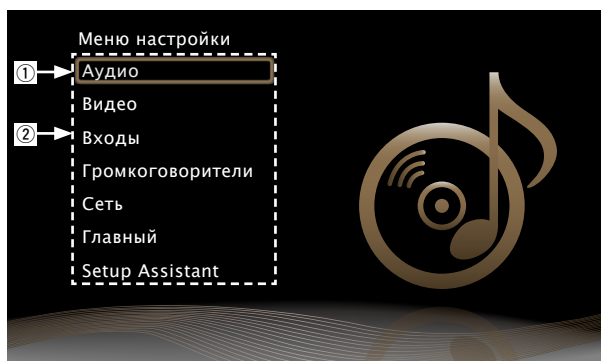 Меню настройки
① Аудио
Видео
② Входы
Громкоговорители
Сеть
Главный
Setup Assistant